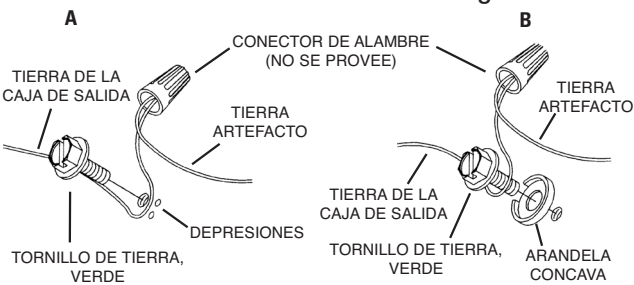 A
B
CONECTOR DE ALAMBRE
(NO SE PROVEE)
TIERRA DE LA
CAJA DE SALIDA
TIERRA
ARTEFACTO
TIERRA
ARTEFACTO
DEPRESIONES
TORNILLO DE TIERRA,
VERDE
TIERRA DE LA
CAJA DE SALIDA
TORNILLO DE TIERRA,
VERDE
ARANDELA
CONCAVA